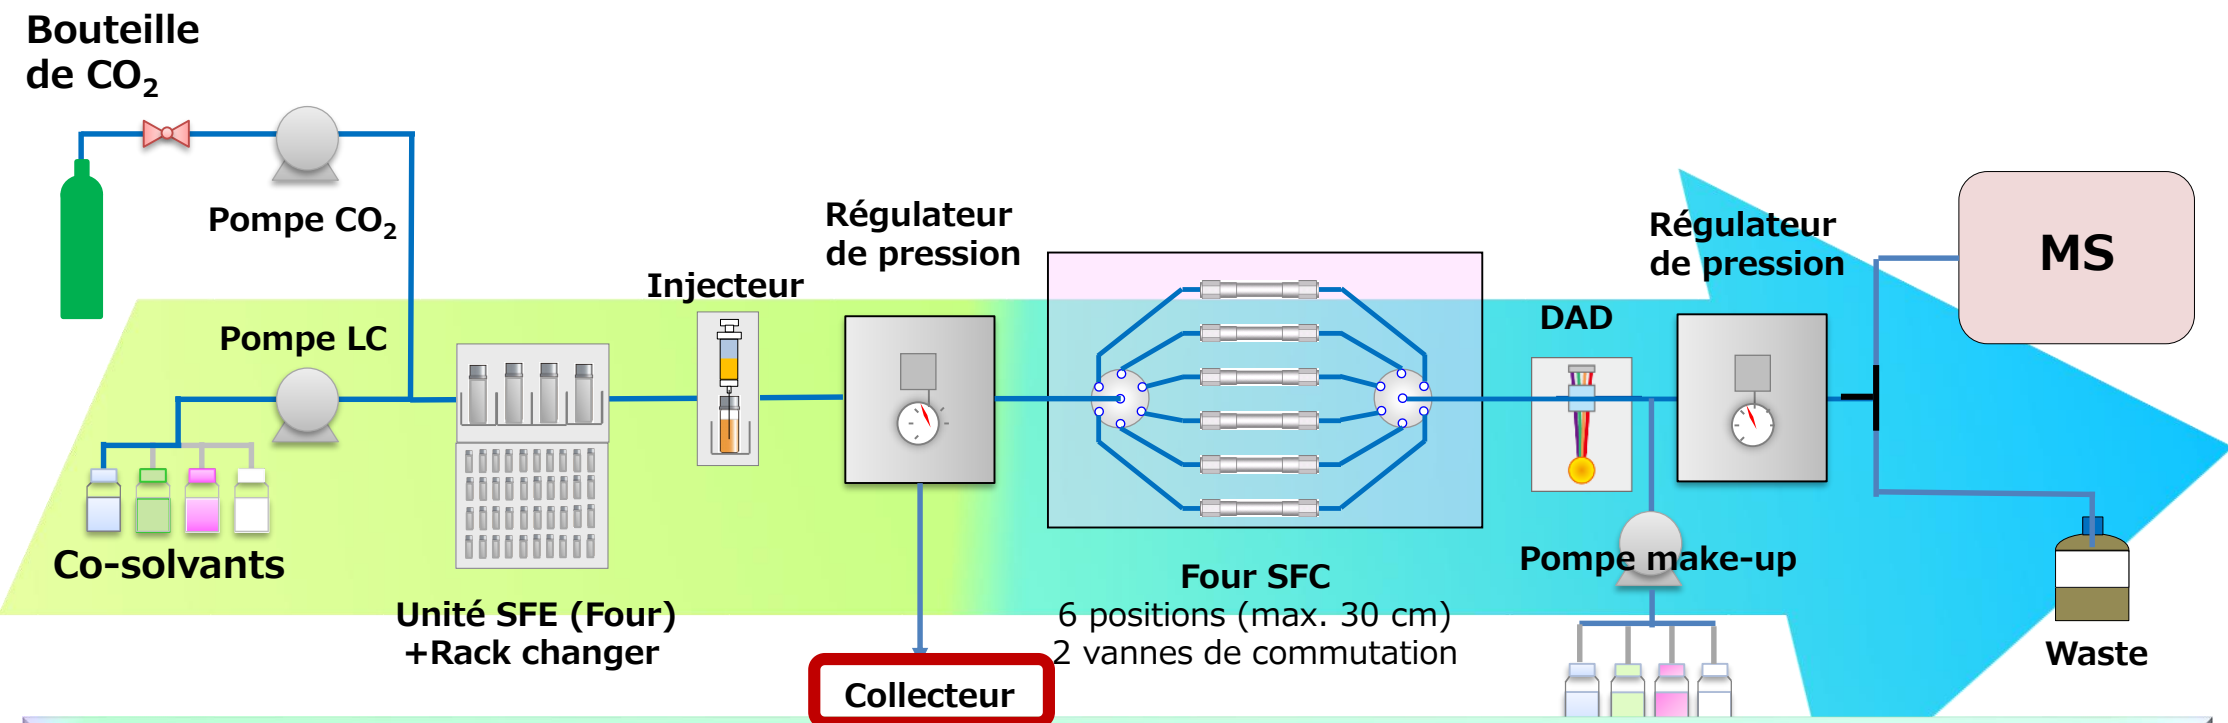 Bouteille
de CO₂
Pompe CO₂
Pompe LC
Co-solvants
Unité SFE (Four)
+Rack changer
Injecteur
Régulateur
de pression
Collecteur
Four SFC
6 positions (max. 30 cm)
2 vannes de commutation
DAD
Régulateur
de pression
Pompe make-up
MS
Waste